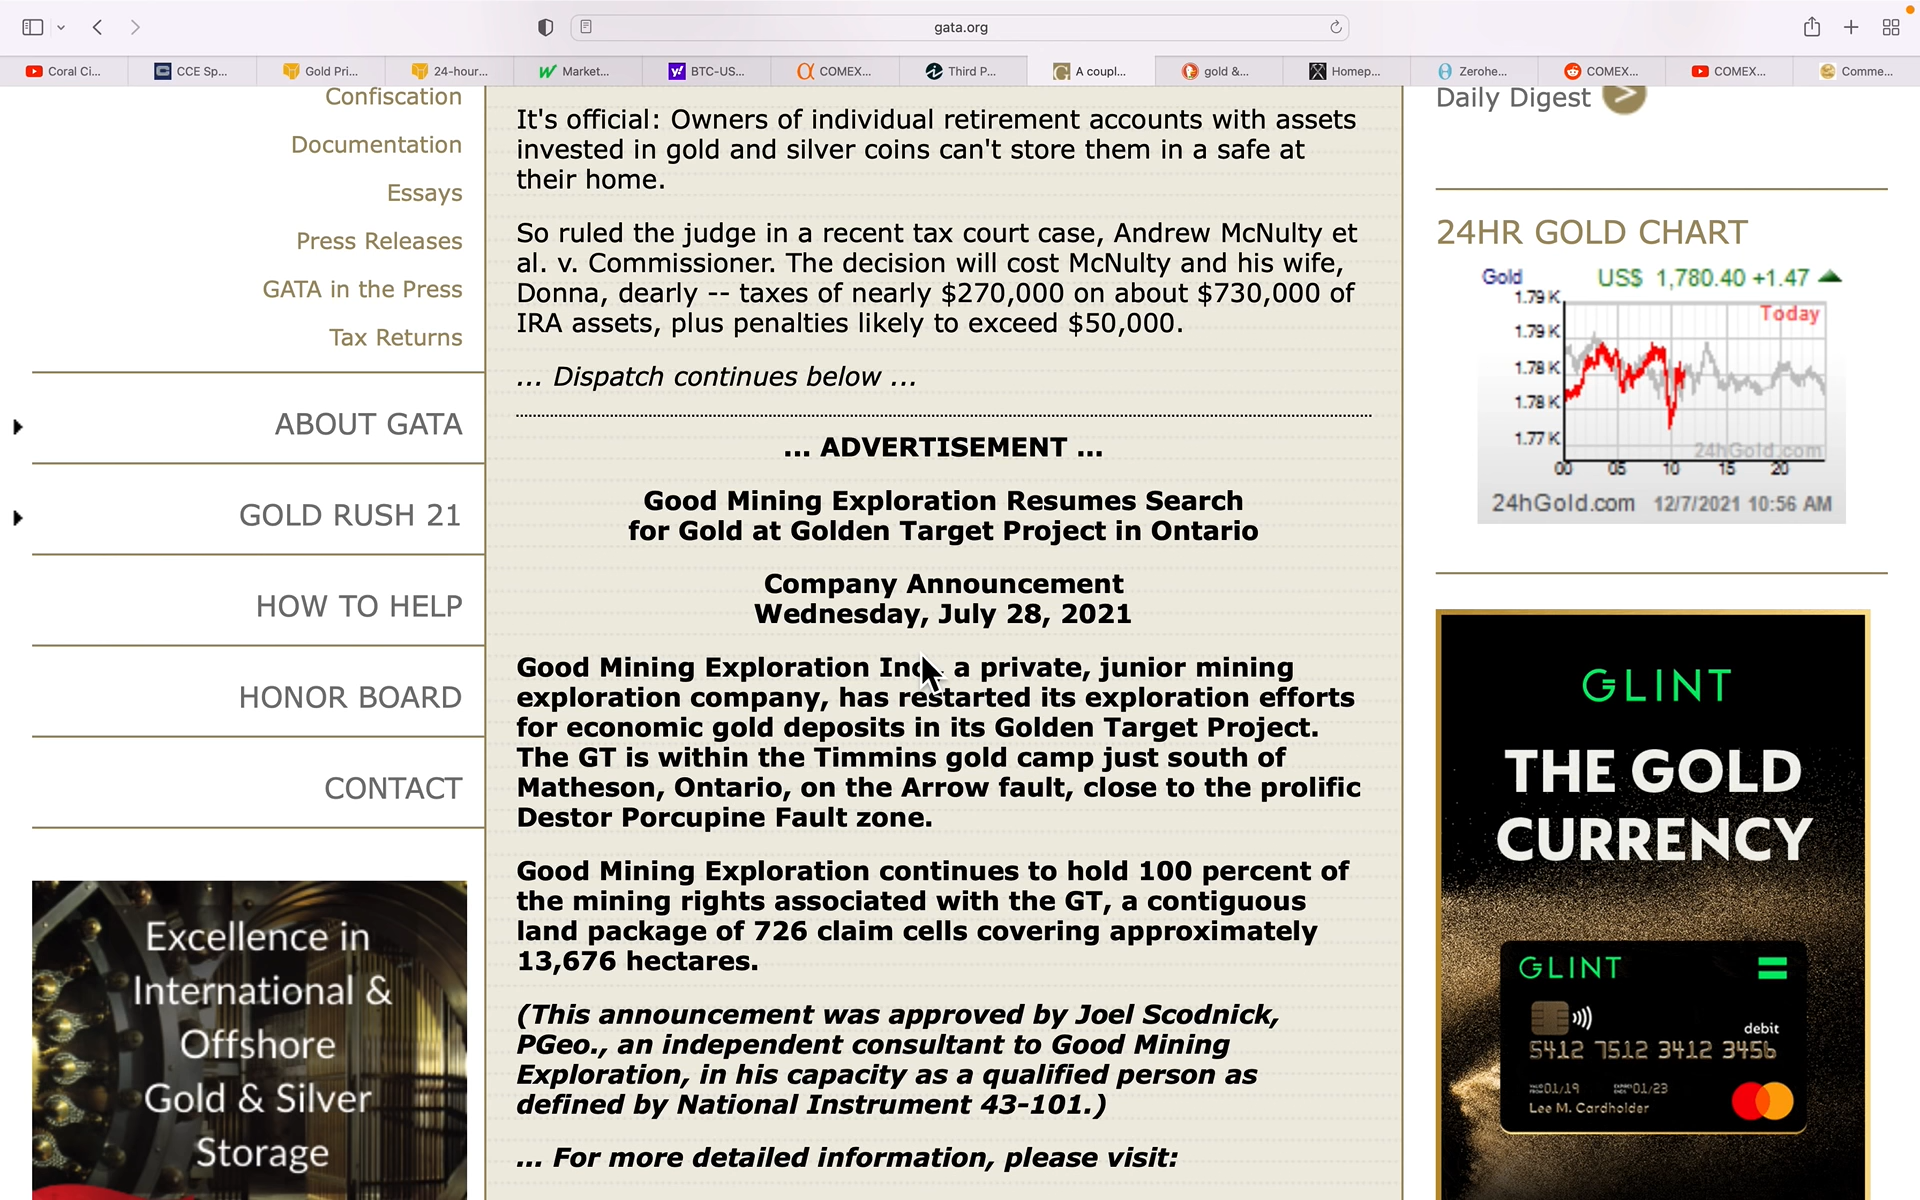 gata.org
Coral Ci...
CCE Sp...
Gold Pri...
24-hour...
Market...
BTC-US...
COMEX...
Third P...
A coupl...
gold &...
Homep...
Zerohe...
COMEX...
COMEX...
Comme...
Confiscation
Documentation
Essays
Press Releases
GATA in the Press
Tax Returns
ABOUT GATA
GOLD RUSH 21
HOW TO HELP
HONOR BOARD
CONTACT
Excellence in
International &
Offshore
Gold & Silver
Storage
It's official: Owners of individual retirement accounts with assets
invested in gold and silver coins can't store them in a safe at
their home.
So ruled the judge in a recent tax court case, Andrew McNulty et
al. v. Commissioner. The decision will cost McNulty and his wife,
Donna, dearly -- taxes of nearly $270,000 on about $730,000 of
IRA assets, plus penalties likely to exceed $50,000.
... Dispatch continues below ...
... ADVERTISEMENT ...
Good Mining Exploration Resumes Search
for Gold at Golden Target Project in Ontario
Company Announcement
Wednesday, July 28, 2021
Good Mining Exploration Inc., a private, junior mining
exploration company, has restarted its exploration efforts
for economic gold deposits in its Golden Target Project.
The GT is within the Timmins gold camp just south of
Matheson, Ontario, on the Arrow fault, close to the prolific
Destor Porcupine Fault zone.
Good Mining Exploration continues to hold 100 percent of
the mining rights associated with the GT, a contiguous
land package of 726 claim cells covering approximately
13,676 hectares.
(This announcement was approved by Joel Scodnick,
PGeo., an independent consultant to Good Mining
Exploration, in his capacity as a qualified person as
defined by National Instrument 43-101.)
... For more detailed information, please visit:
Daily Digest >
24HR GOLD CHART
Gold US$ 1,780.40 +1.47
1.79 K
Today
1.79 K
1.78 K
1.78 K
1.77 K
24hGold.com
00 05 10 15 20
24hGold.com 12/7/2021 10:56 AM
GLINT
THE GOLD
CURRENCY
GLINT
debit
5412 7512 3412 3456
01/19 01/23
Lee M. Cardholder